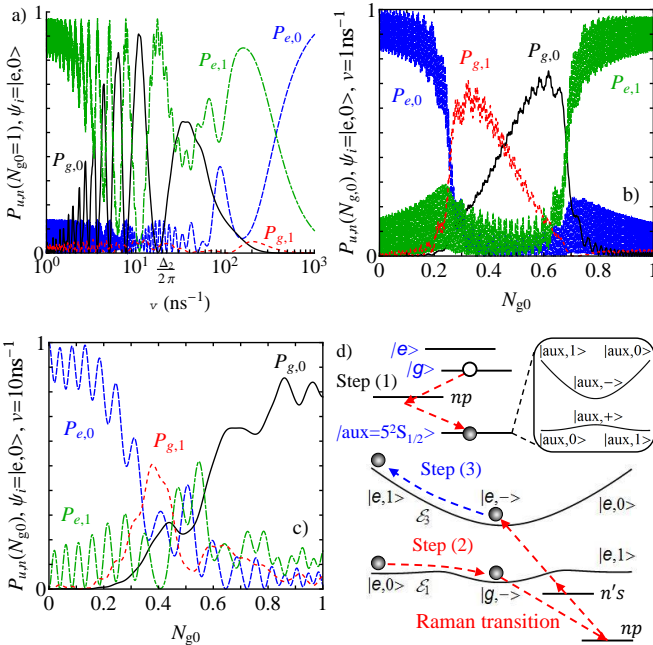 a)
P_{u,n}(N_{g0}=1), ψ_i=|e,0>
1
0
P_{e,0}
P_{e,1}
P_{g,0}
P_{g,1}
10^0 10^1 Δ_2/2π 10^2 10^3
v (ns^{-1})
P_{u,n}(N_{g,0}), ψ_i=|e,0>, v=1ns^{-1}
1
0
P_{g,1}
P_{g,0}
P_{e,0}
P_{e,1}
b)
0 0.2 0.4 0.6 0.8 1
N_{g0}
P_{u,n}(N_{g0}), ψ_i=|e,0>, v=10ns^{-1}
1
0
P_{g,0}
P_{e,0}
P_{g,1}
P_{e,1}
c)
0 0.2 0.4 0.6 0.8 1
N_{g0}
d)
|e>
|g>
Step (1)
np
|aux=5²S_{1/2}>
|aux,1> |aux,0>
|aux,−>
|aux,+>
|aux,0> |aux,1>
Step (3)
|e,1>
|e,−>
|e,0>
ℰ_3
Step (2)
|e,1>
|e,0> ℰ_1 |g,−>
n's
Raman transition
np